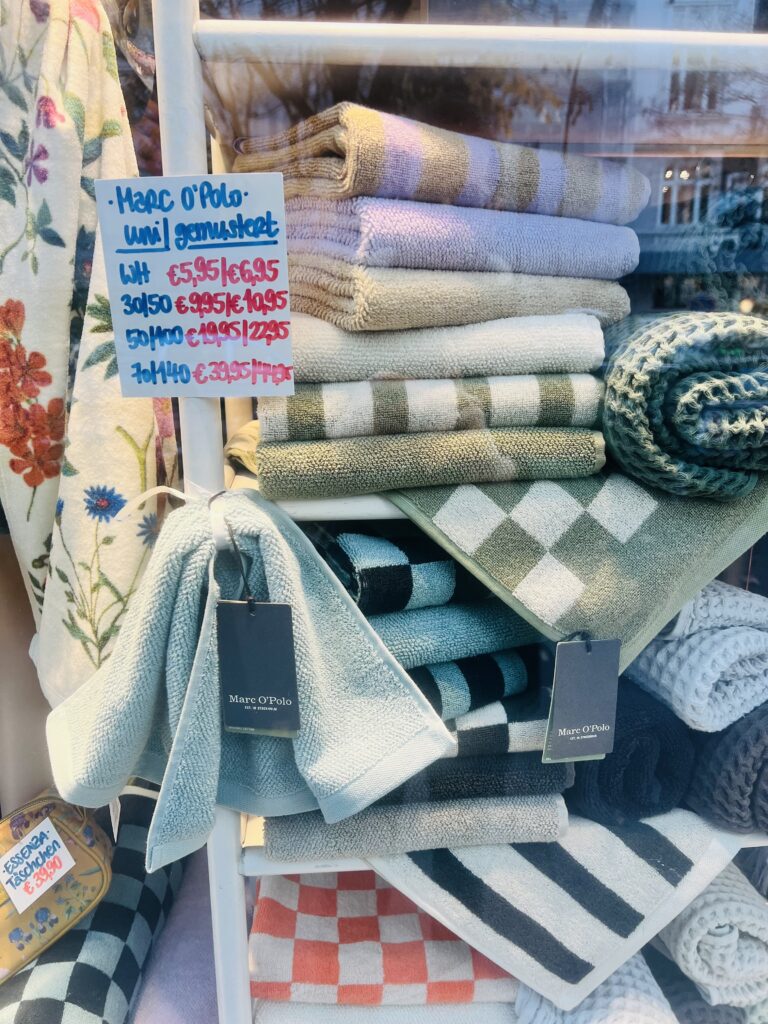 ·Marc O'Polo·
uni/gemustert
WH €5,95/€6,95
30/50 €9,95/€10,95
50/100 €19,95/22,95
70/140 €39,95/44,95
Marc O'Polo
Marc O'Polo
·ESSENZA·
Täschchen
€39,90